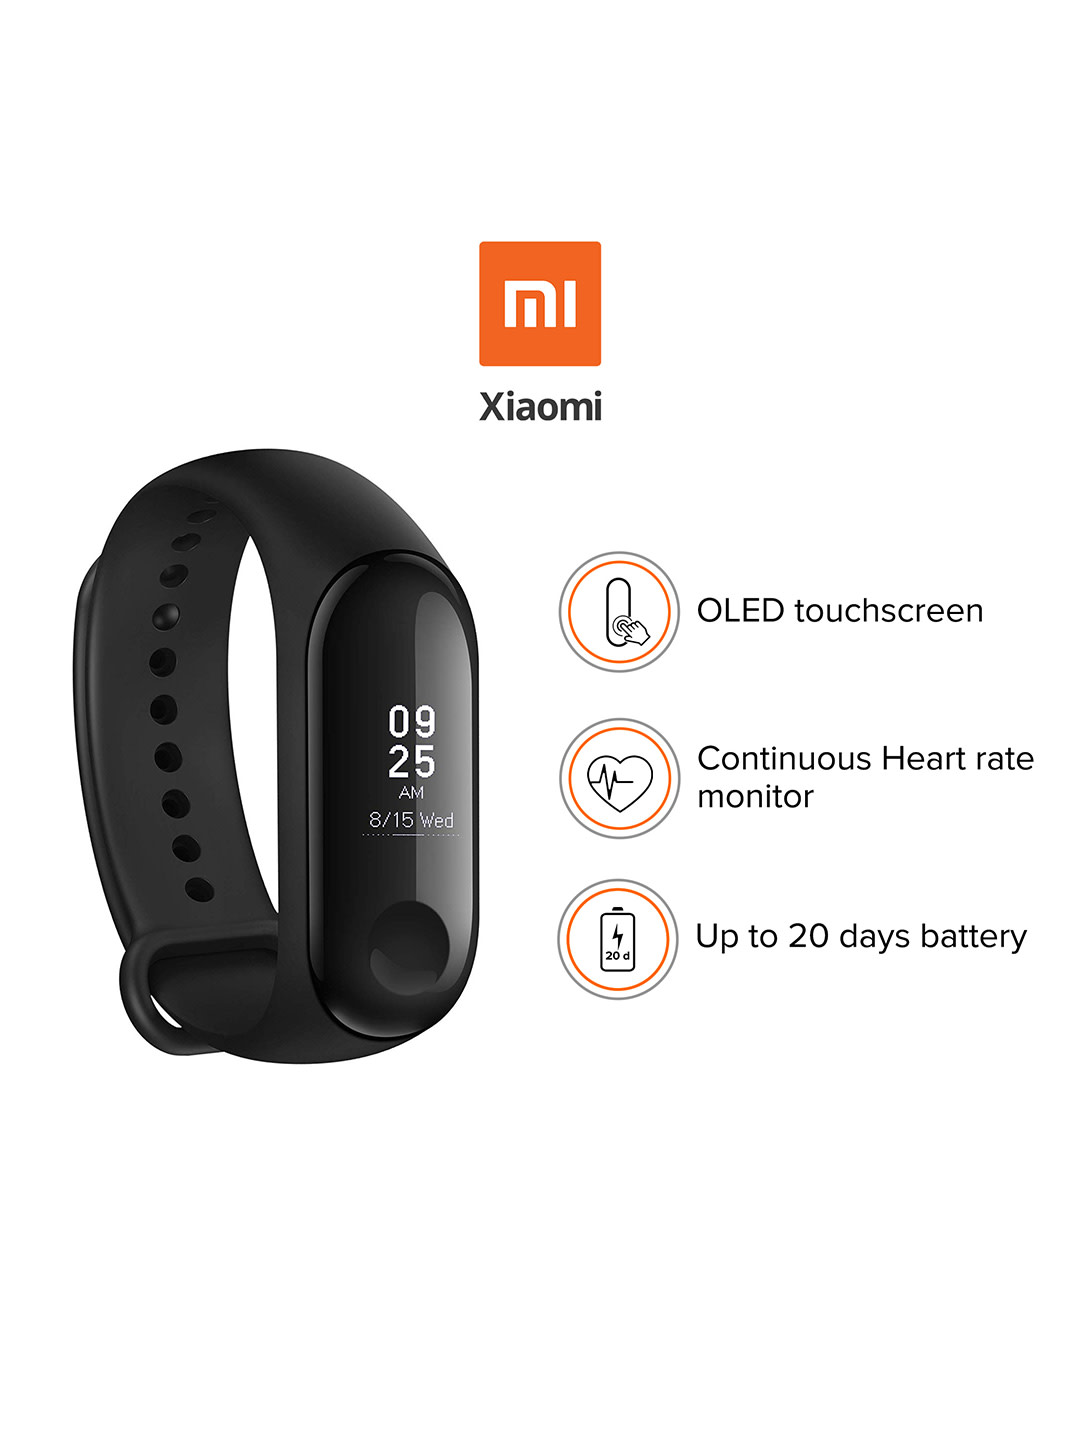 mi
Xiaomi
09
25
AM
8/15 Wed
OLED touchscreen
Continuous Heart rate
monitor
20 d
Up to 20 days battery